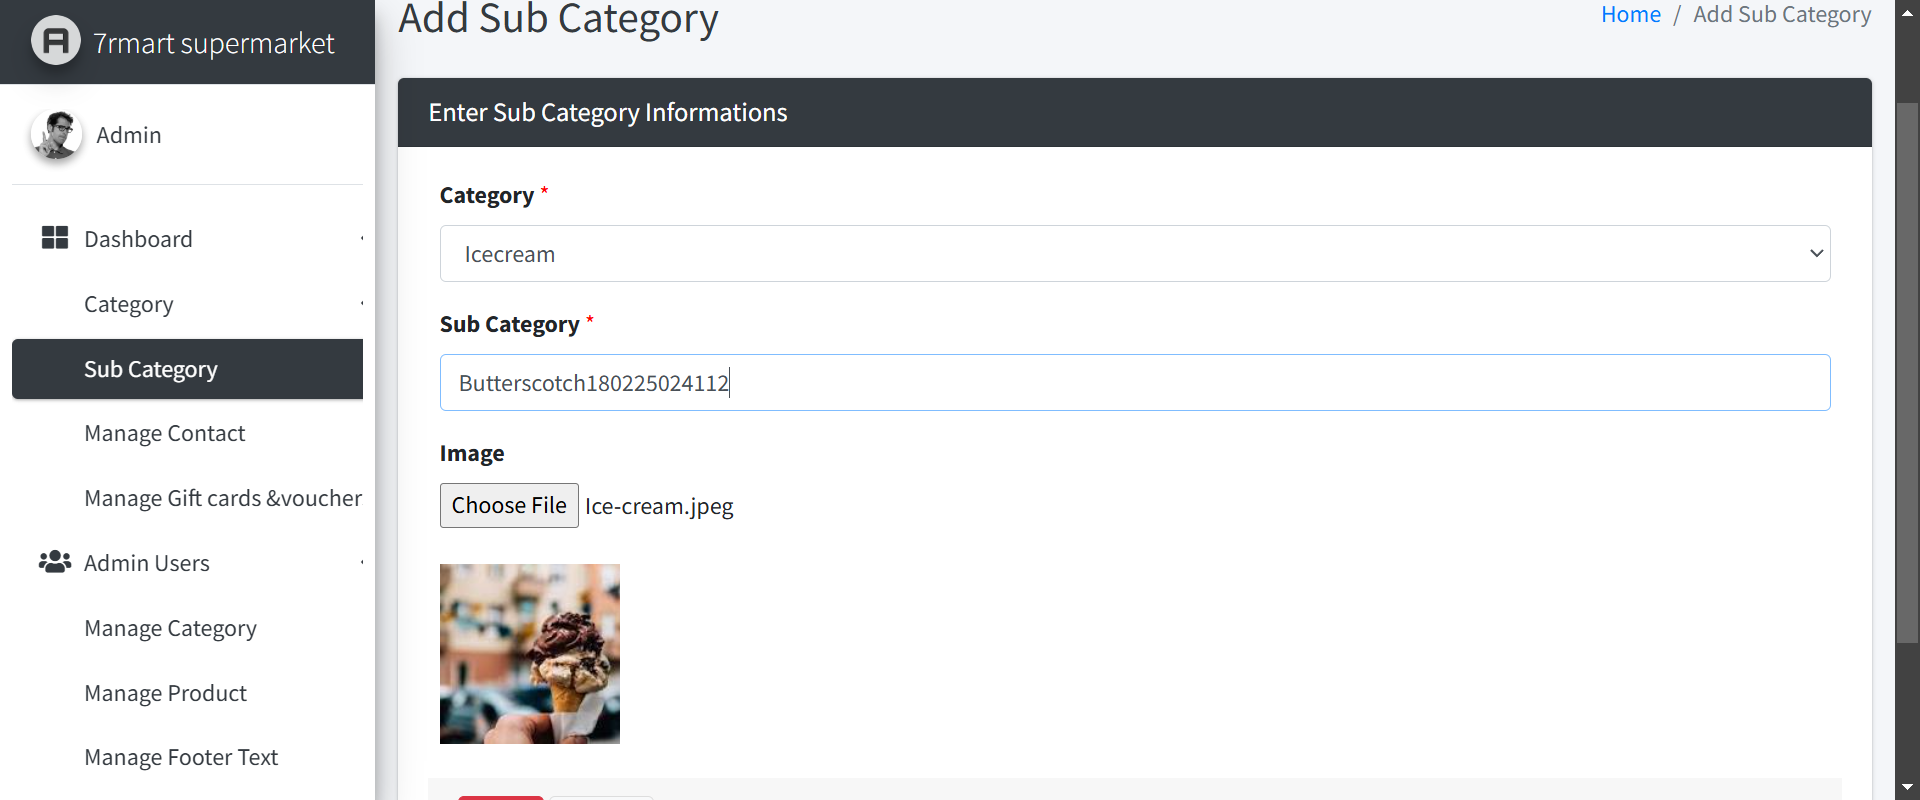 7rmart supermarket
Admin
Dashboard
Category
Sub Category
Manage Contact
Manage Gift cards &voucher
Admin Users
Manage Category
Manage Product
Manage Footer Text
Add Sub Category
Home / Add Sub Category
Enter Sub Category Informations
Category *
Icecream
Sub Category *
Butterscotch180225024112
Image
Choose File Ice-cream.jpeg